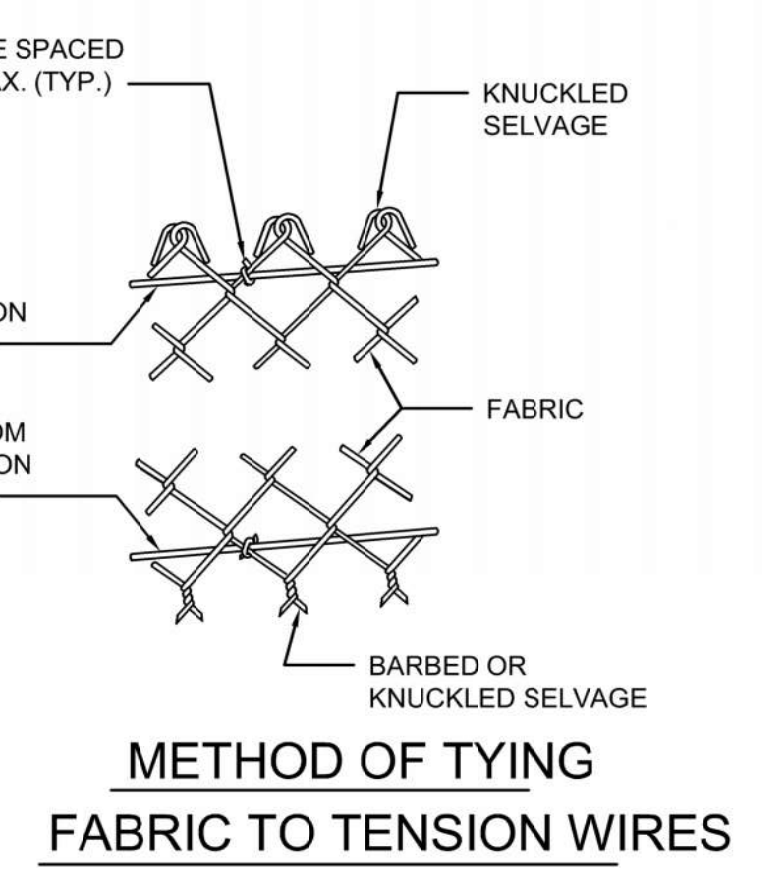 E SPACED
X. (TYP.)
KNUCKLED
SELVAGE
ON
FABRIC
OM
ON
BARBED OR
KNUCKLED SELVAGE
METHOD OF TYING
FABRIC TO TENSION WIRES